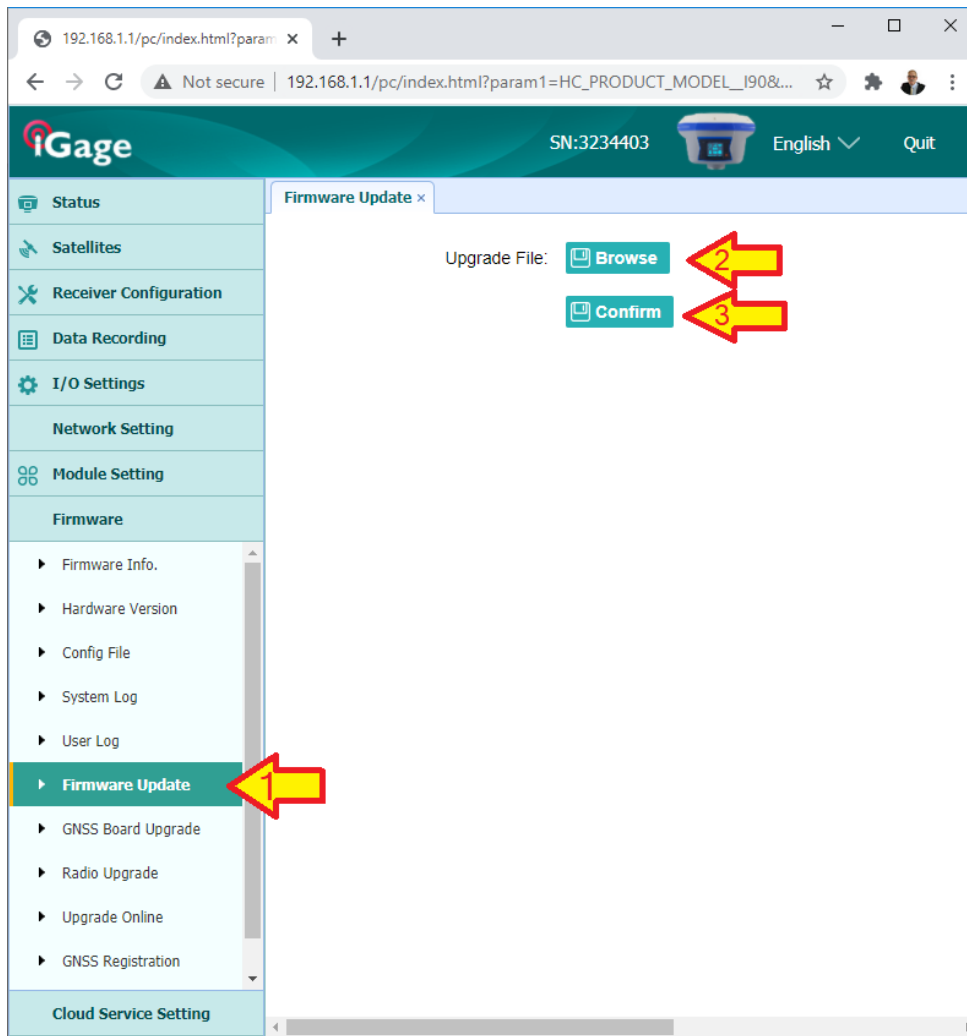 192.168.1.1/pc/index.html?param
Not secure | 192.168.1.1/pc/index.html?param1=HC_PRODUCT_MODEL__I90&...
iGage
SN:3234403
English
Quit
Status
Firmware Update ×
Satellites
Upgrade File:
Browse
2
Receiver Configuration
Confirm
3
Data Recording
I/O Settings
Network Setting
Module Setting
Firmware
Firmware Info.
Hardware Version
Config File
System Log
User Log
Firmware Update
1
GNSS Board Upgrade
Radio Upgrade
Upgrade Online
GNSS Registration
Cloud Service Setting